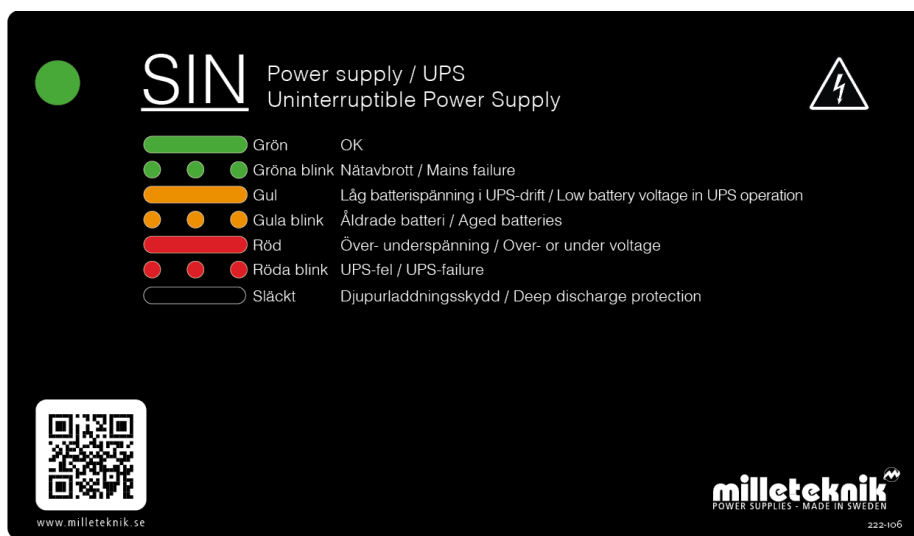 SIN
Power supply / UPS
Uninterruptible Power Supply
Grön OK
Gröna blink Nätavbrott / Mains failure
Gul Låg batterispänning i UPS-drift / Low battery voltage in UPS operation
Gula blink Åldrade batteri / Aged batteries
Röd Över- underspänning / Over- or under voltage
Röda blink UPS-fel / UPS-failure
Släckt Djupurladdningsskydd / Deep discharge protection
www.milleteknik.se
milleteknik
POWER SUPPLIES - MADE IN SWEDEN
222-106